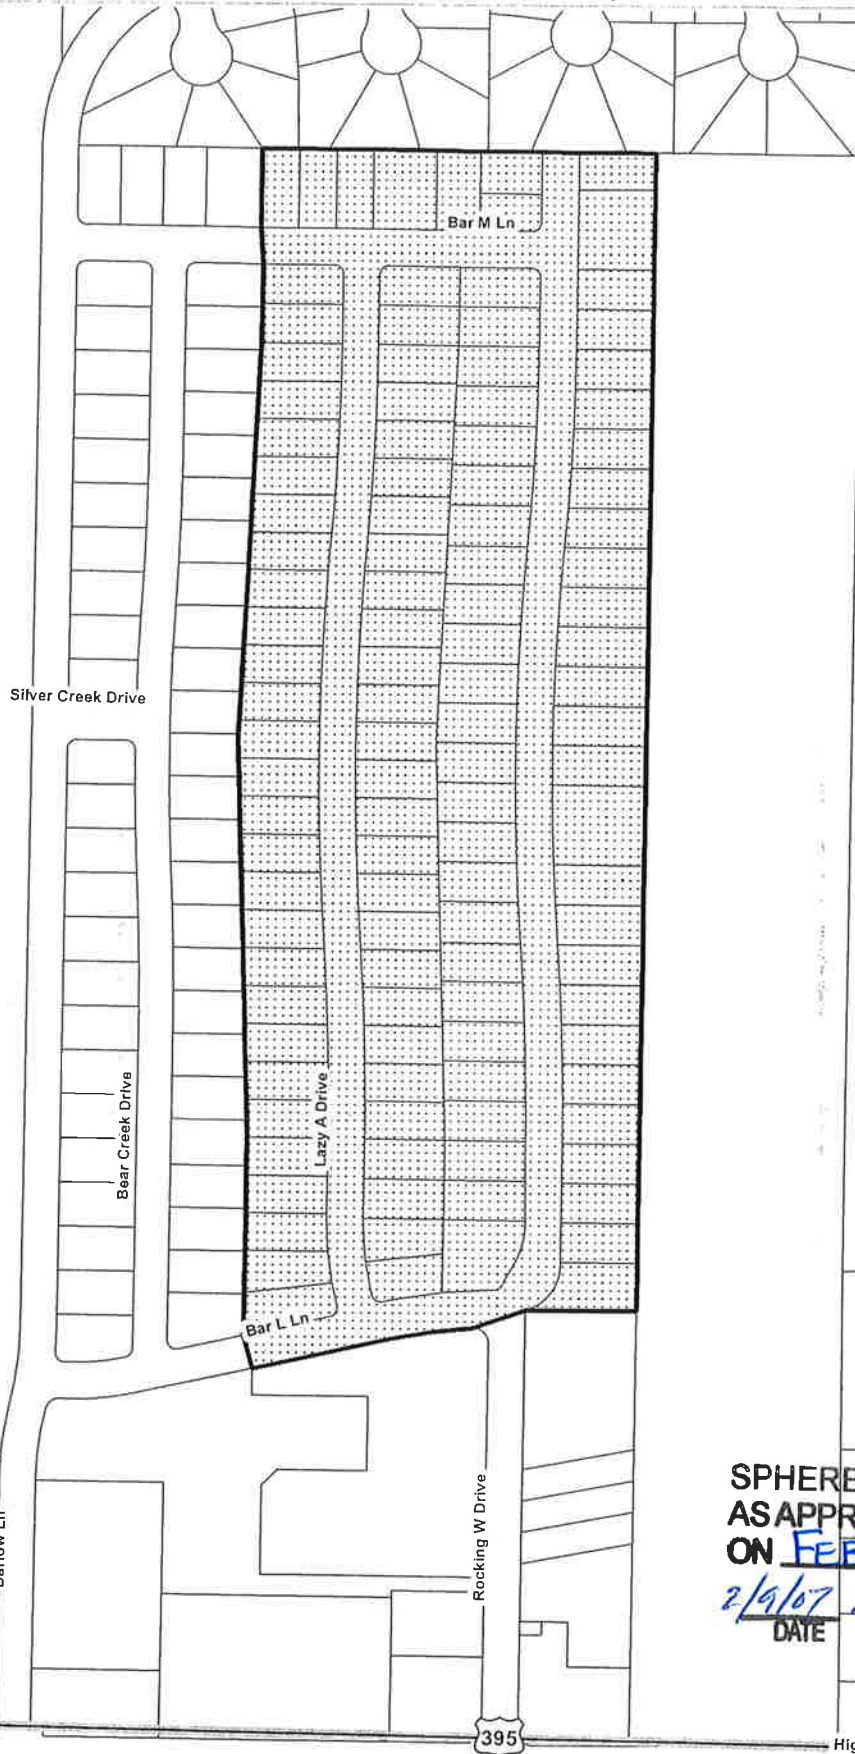 Bar M Ln
Silver Creek Drive
Bear Creek Drive
Lazy A Drive
Bar L Ln
Rocking W Drive
SPHERE
AS APPR
ON FEB
2/9/07
DATE
395